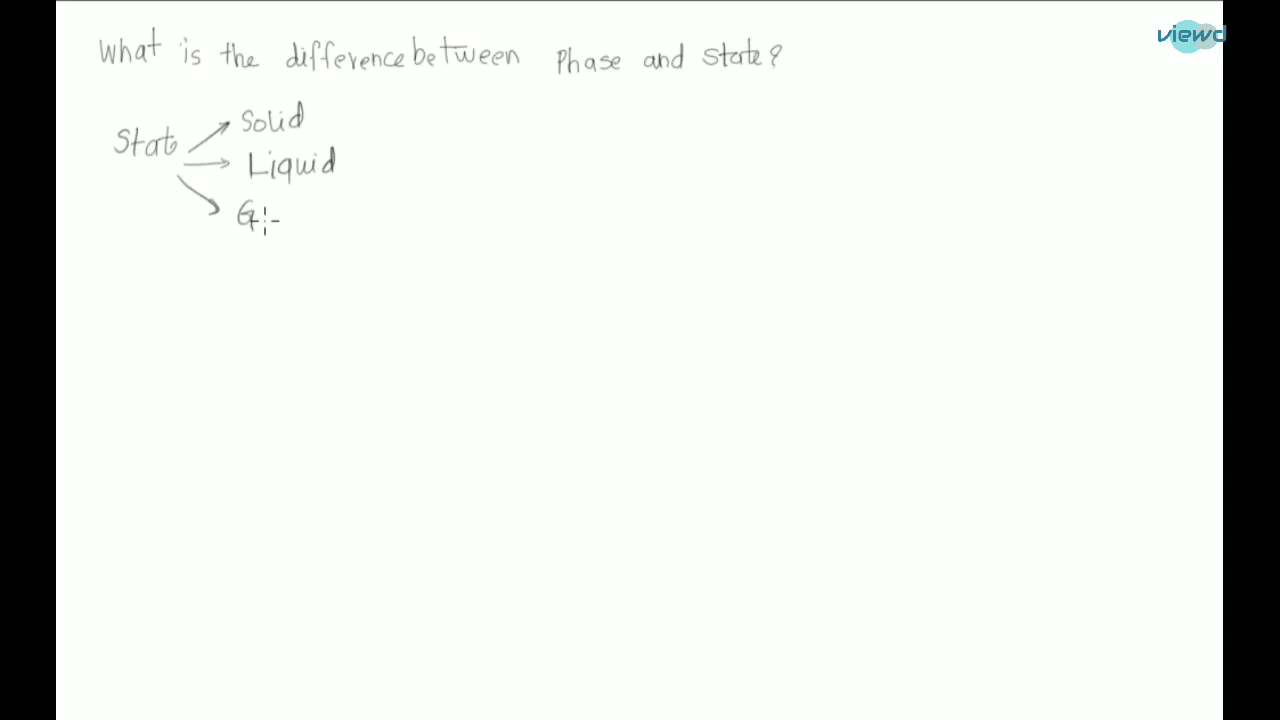 What is the difference between Phase and State?
viewd
State
Solid
Liquid
G